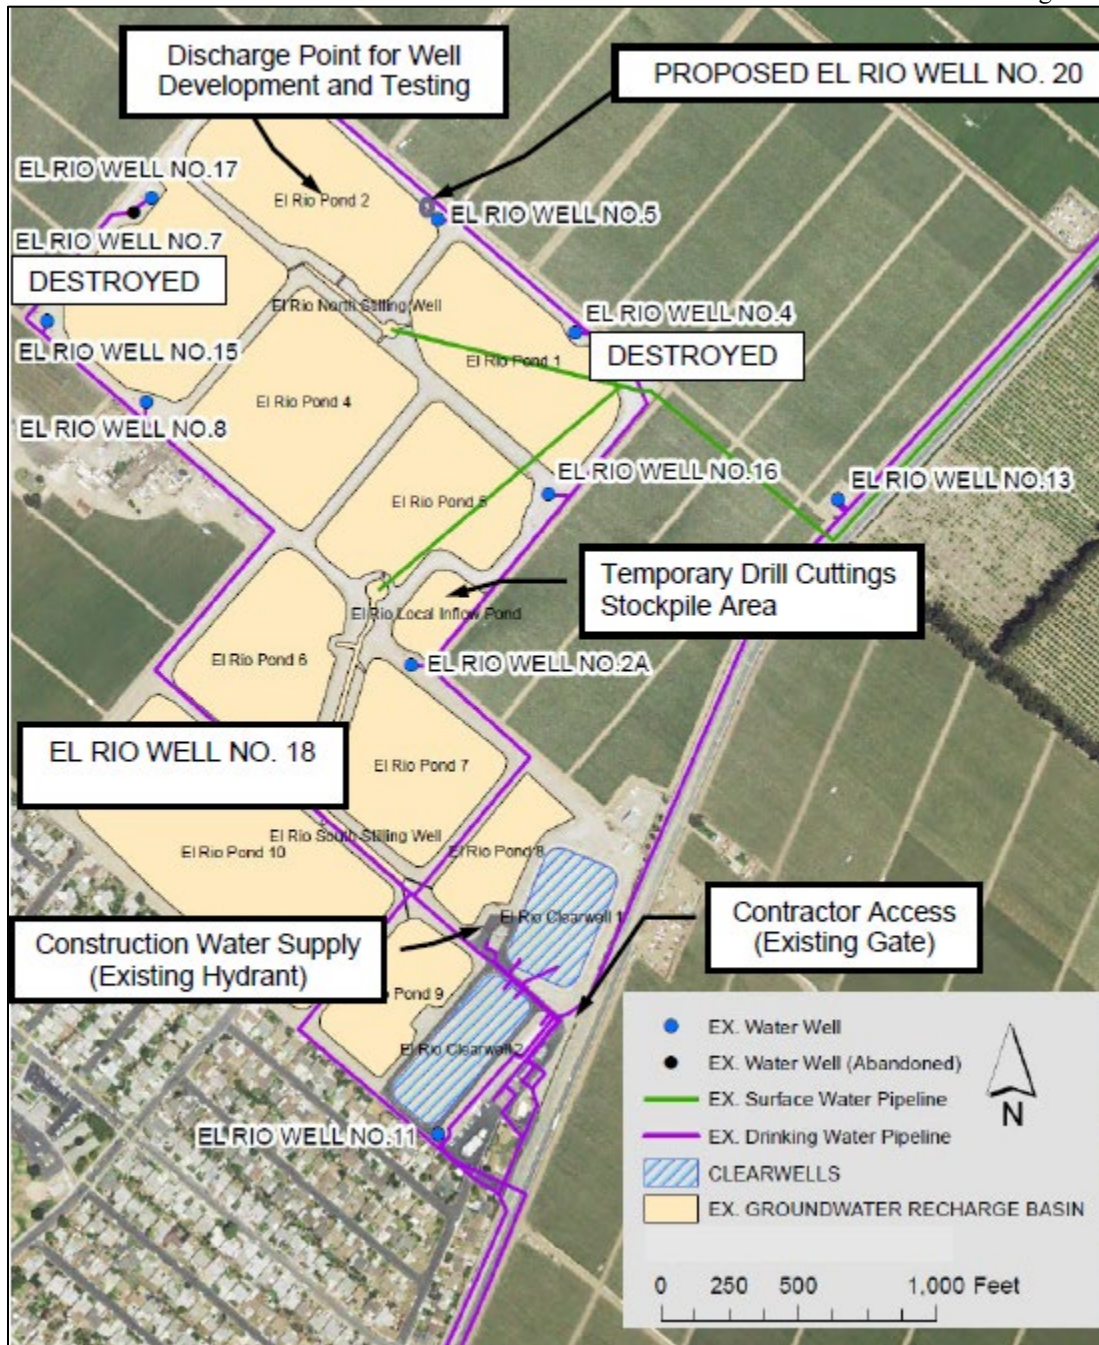 Discharge Point for Well
Development and Testing
PROPOSED EL RIO WELL NO. 20
EL RIO WELL NO.17
El Rio Pond 2
EL RIO WELL NO.5
EL RIO WELL NO.7
DESTROYED
El Rio North Stilling Well
EL RIO WELL NO.4
DESTROYED
EL RIO WELL NO.15
El Rio Pond 1
El Rio Pond 4
EL RIO WELL NO.8
EL RIO WELL NO.16
EL RIO WELL NO.13
El Rio Pond 5
Temporary Drill Cuttings
Stockpile Area
El Rio Local Inflow Pond
El Rio Pond 6
EL RIO WELL NO.2A
EL RIO WELL NO. 18
El Rio Pond 7
El Rio South Stilling Well
El Rio Pond 10
El Rio Pond 8
El Rio Clearwell 1
Contractor Access
(Existing Gate)
Construction Water Supply
(Existing Hydrant)
Pond 9
El Rio Clearwell 2
EL RIO WELL NO.11
EX. Water Well
EX. Water Well (Abandoned)
EX. Surface Water Pipeline
EX. Drinking Water Pipeline
CLEARWELLS
EX. GROUNDWATER RECHARGE BASIN
N
0 250 500 1,000 Feet